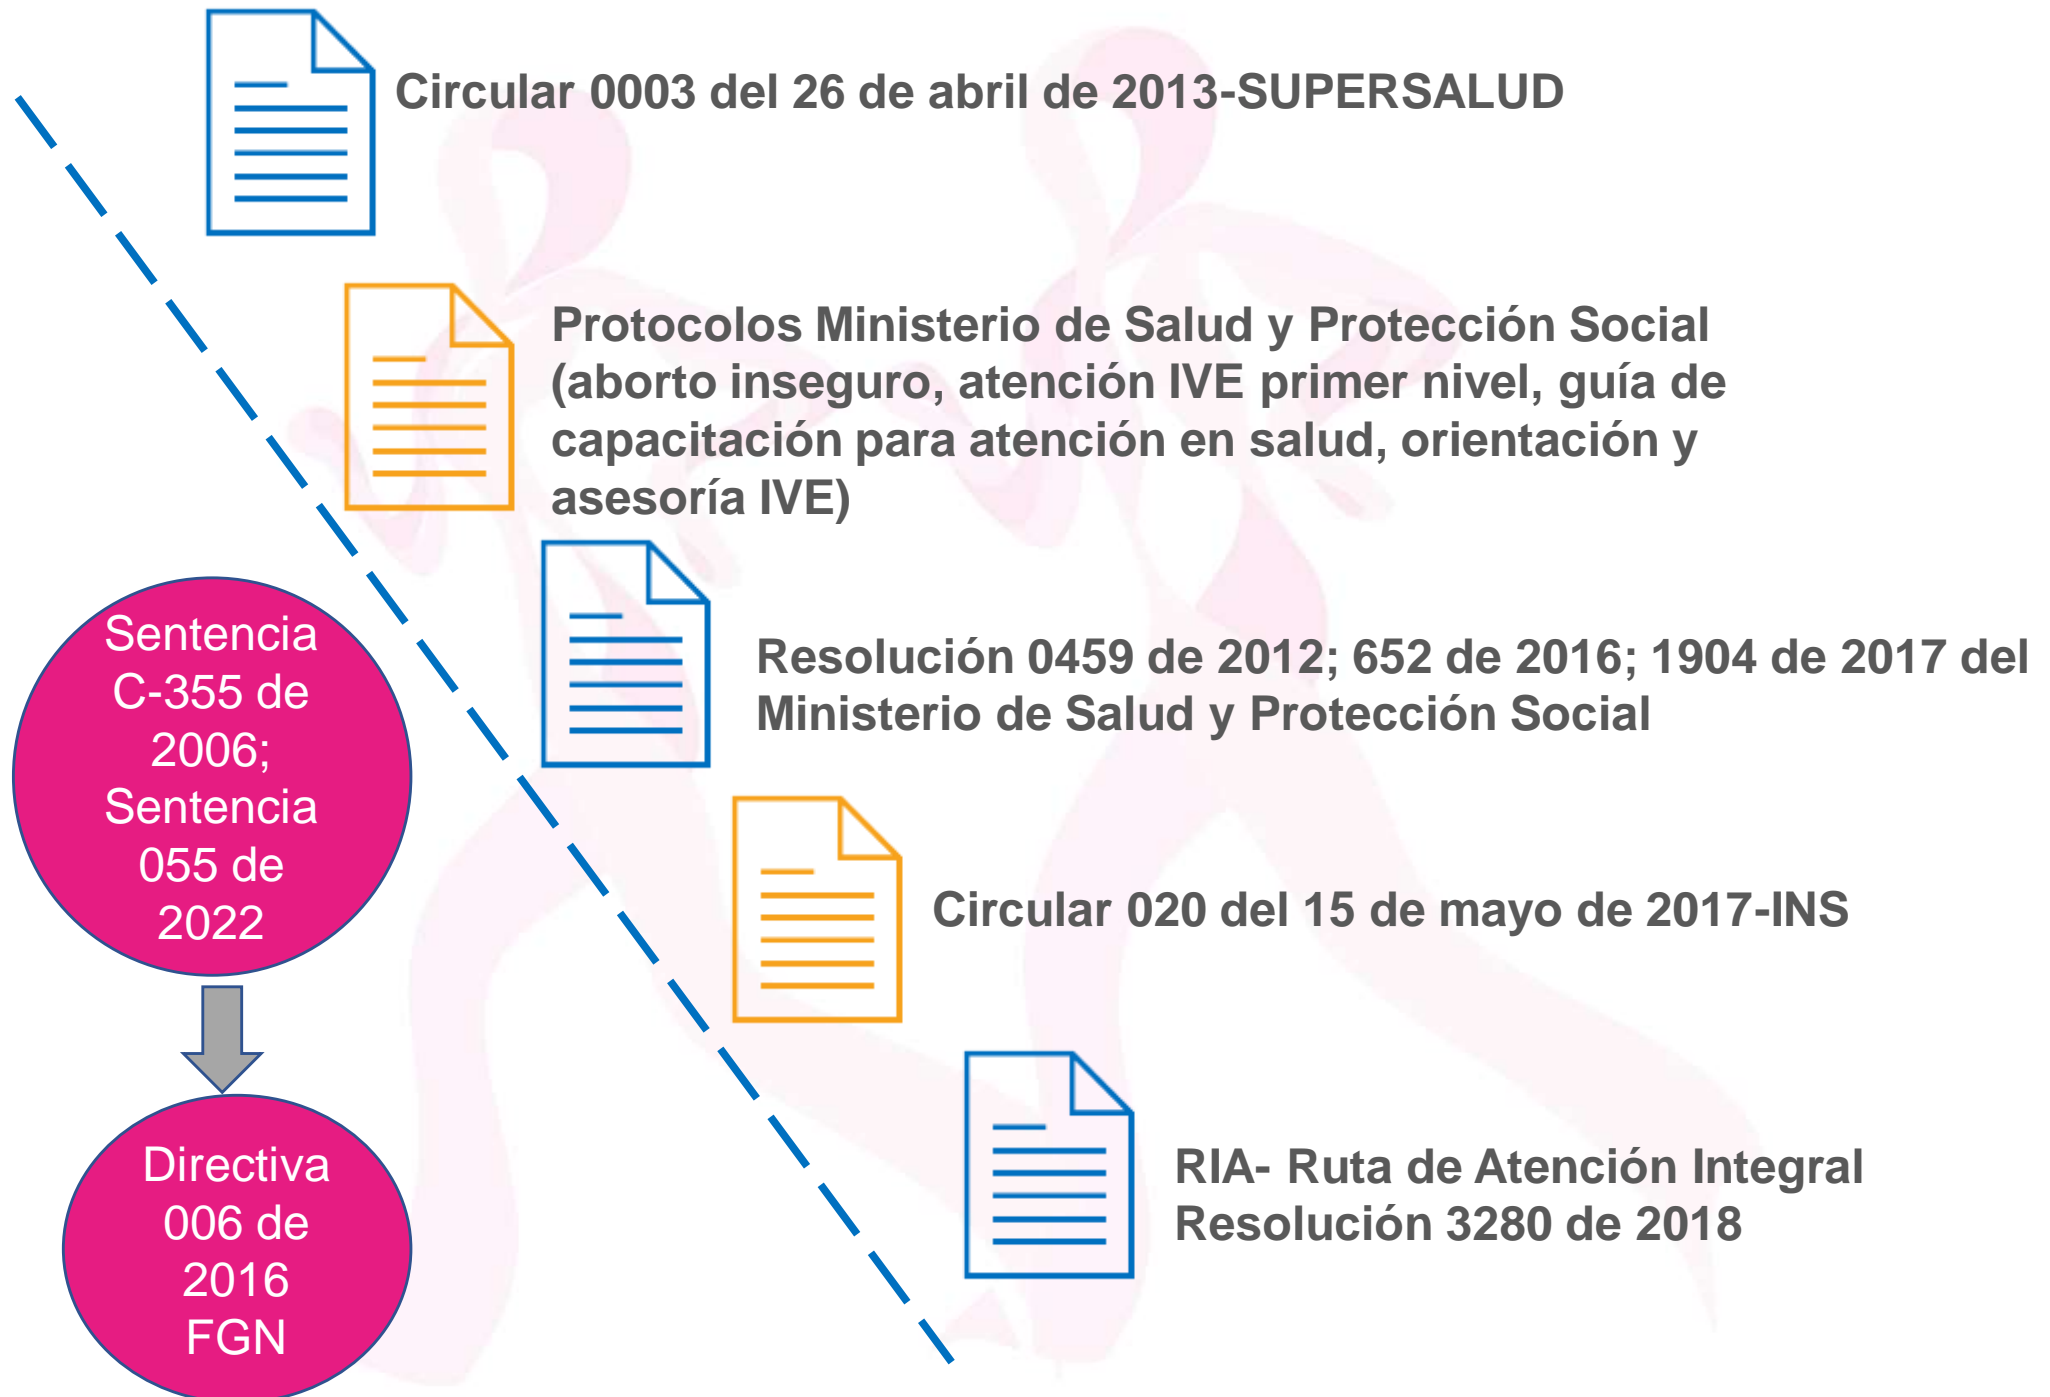 Circular 0003 del 26 de abril de 2013-SUPERSALUD
Protocolos Ministerio de Salud y Protección Social
(aborto inseguro, atención IVE primer nivel, guía de
capacitación para atención en salud, orientación y
asesoría IVE)
Resolución 0459 de 2012; 652 de 2016; 1904 de 2017 del
Ministerio de Salud y Protección Social
Circular 020 del 15 de mayo de 2017-INS
RIA- Ruta de Atención Integral
Resolución 3280 de 2018
Sentencia
C-355 de
2006;
Sentencia
055 de
2022
Directiva
006 de
2016
FGN